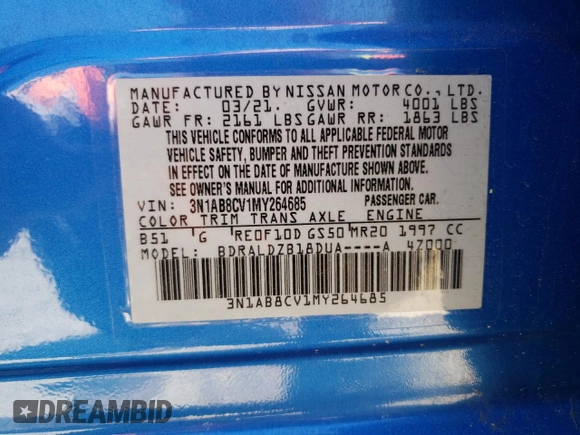 MANUFACTURED BY NISSAN MOTOR CO., LTD.
DATE: 03/21. GVWR: 4001 LBS
GAWR FR: 2161 LBS GAWR RR: 1863 LBS
THIS VEHICLE CONFORMS TO ALL APPLICABLE FEDERAL MOTOR
VEHICLE SAFETY, BUMPER AND THEFT PREVENTION STANDARDS
IN EFFECT ON THE DATE OF MANUFACTURE SHOWN ABOVE.
SEE OWNER'S MANUAL FOR ADDITIONAL INFORMATION.
VIN: 3N1AB8CV1MY264685 PASSENGER CAR.
COLOR TRIM TRANS AXLE ENGINE
B51 G RE0F10D GS50 MR20 1997 CC
MODEL: BDRALDZB18DUA----A 47000
3N1AB8CV1MY264685
DREAMBID